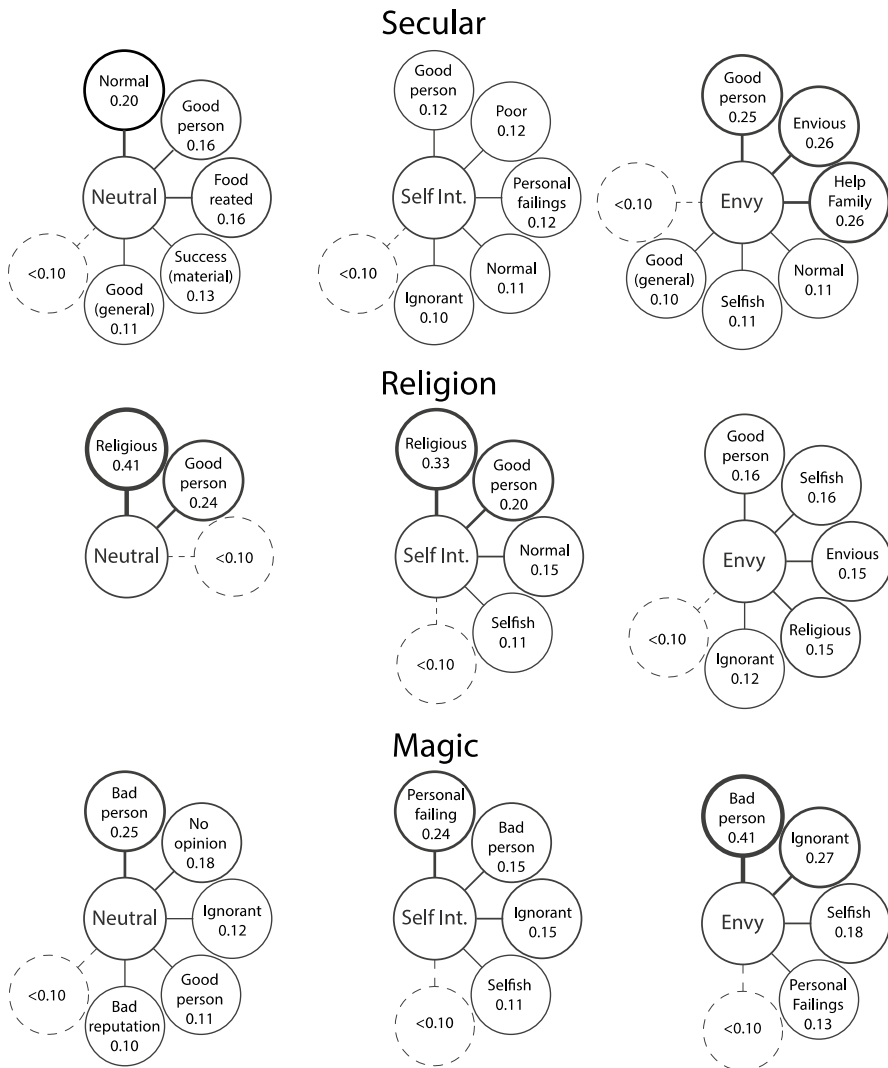 Secular
Normal
0.20
Good
person
0.16
Food
reated
0.16
Success
(material)
0.13
Good
(general)
0.11
<0.10
Neutral
Good
person
0.12
Poor
0.12
Personal
failings
0.12
Normal
0.11
Ignorant
0.10
<0.10
Self Int.
Good
person
0.25
Envious
0.26
Help
Family
0.26
Normal
0.11
Selfish
0.11
Good
(general)
0.10
<0.10
Envy
Religion
Religious
0.41
Good
person
0.24
<0.10
Neutral
Religious
0.33
Good
person
0.20
Normal
0.15
Selfish
0.11
<0.10
Self Int.
Good
person
0.16
Selfish
0.16
Envious
0.15
Religious
0.15
Ignorant
0.12
<0.10
Envy
Magic
Bad
person
0.25
No
opinion
0.18
Ignorant
0.12
Good
person
0.11
Bad
reputation
0.10
<0.10
Neutral
Personal
failing
0.24
Bad
person
0.15
Ignorant
0.15
Selfish
0.11
<0.10
Self Int.
Bad
person
0.41
Ignorant
0.27
Selfish
0.18
Personal
Failings
0.13
<0.10
Envy